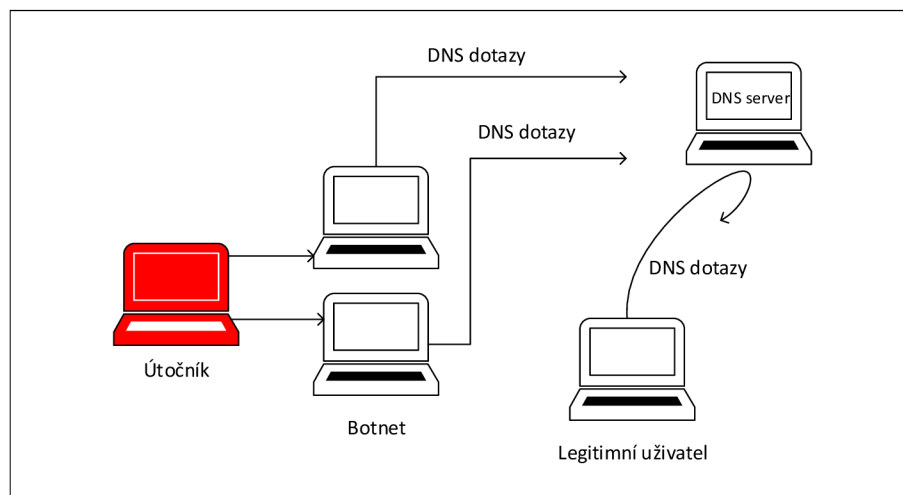 DNS dotazy
DNS server
DNS dotazy
DNS dotazy
Útočník
Botnet
Legitimní uživatel